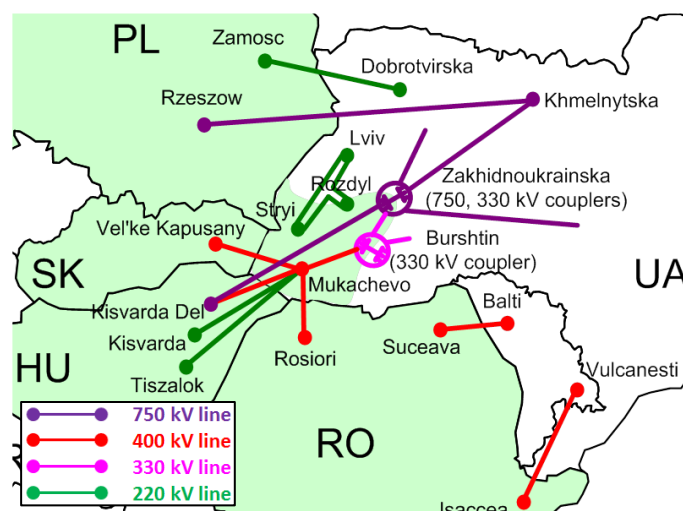 PL
Zamosc
Dobrotvirska
Rzeszow
Khmelnytska
Lviv
Zakhidnoukrainska
(750, 330 kV couplers)
Rozdyl
Stryi
Vel'ke Kapusany
Burshtin
(330 kV coupler)
SK
UA
Mukachevo
Kisvarda Del
Balti
Kisvarda
Rosiori
Suceava
Vulcanesti
HU
Tiszalok
750 kV line
400 kV line
330 kV line
220 kV line
RO
Isaccea